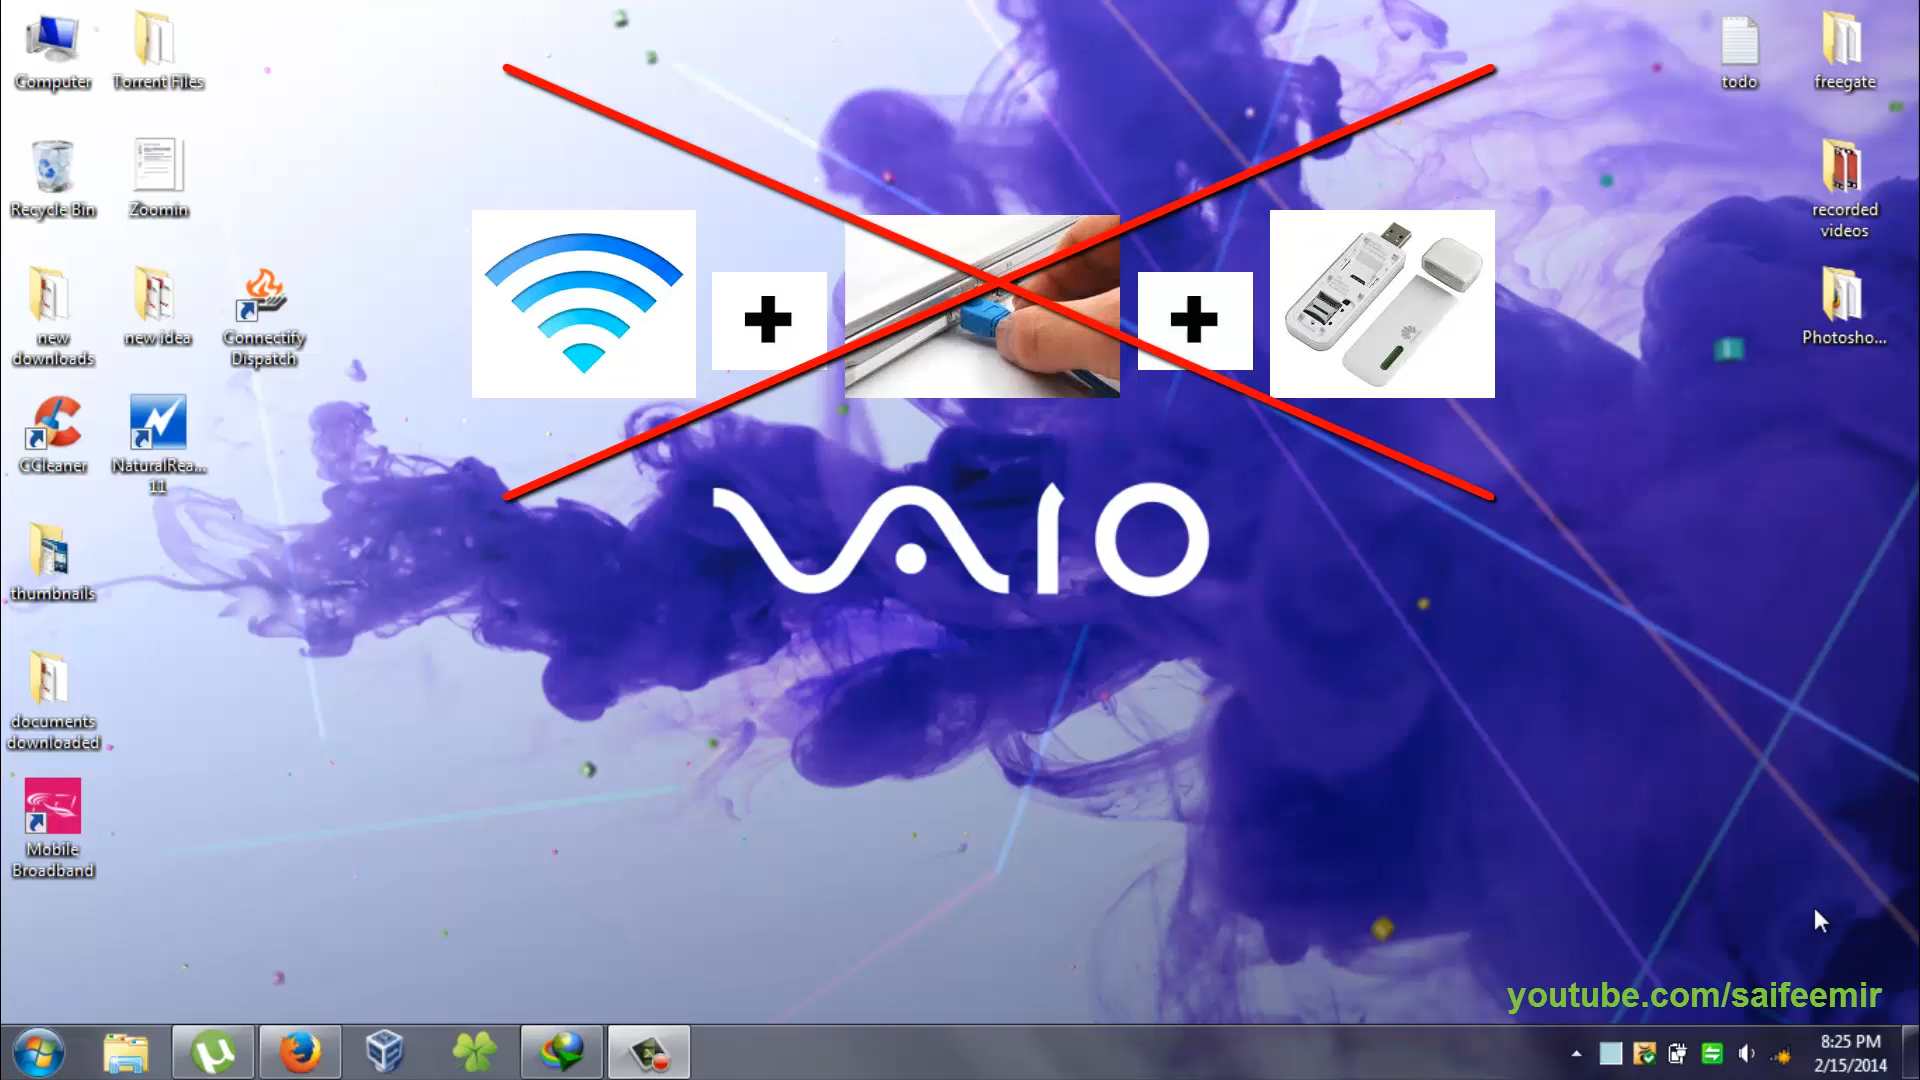 Computer
Torrent Files
todo
freegate
Recycle Bin
Zoomin
recorded
videos
new
downloads
new idea
Connectify
Dispatch
Photosho...
CCleaner
NaturalRea...
11
VAIO
thumbnails
documents
downloaded
Mobile
Broadband
youtube.com/saifeemir
8:25 PM
2/15/2014